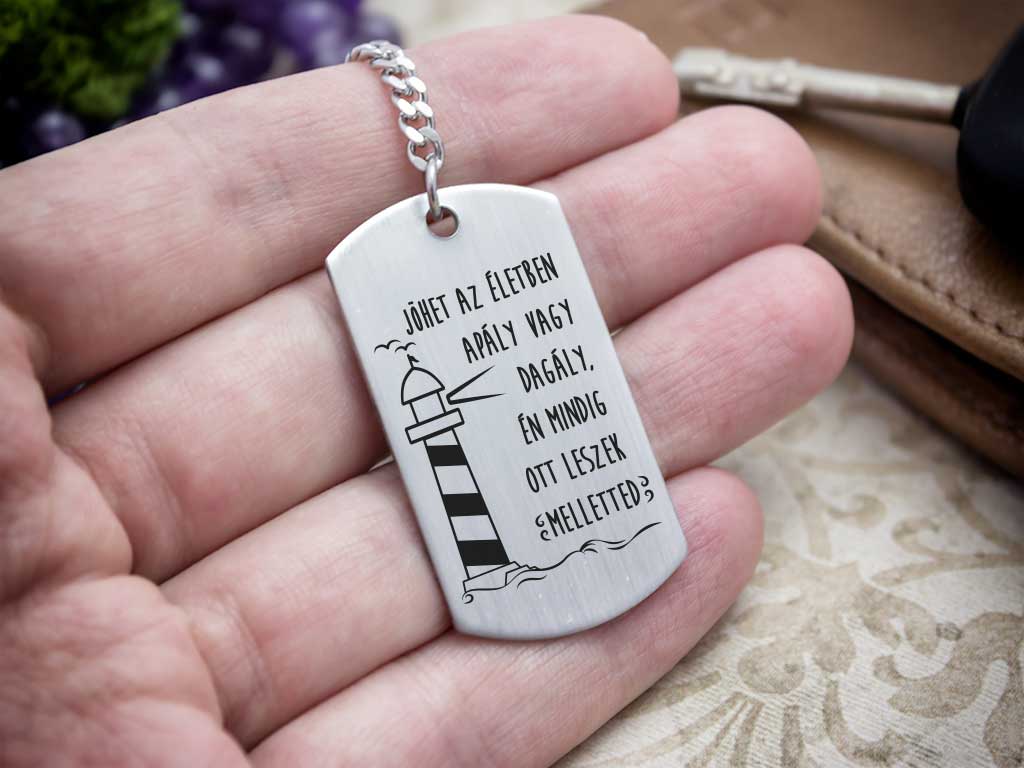 JÖHET AZ ÉLETBEN
APÁLY VAGY
DAGÁLY,
ÉN MINDIG
OTT LESZEK
MELLETTED